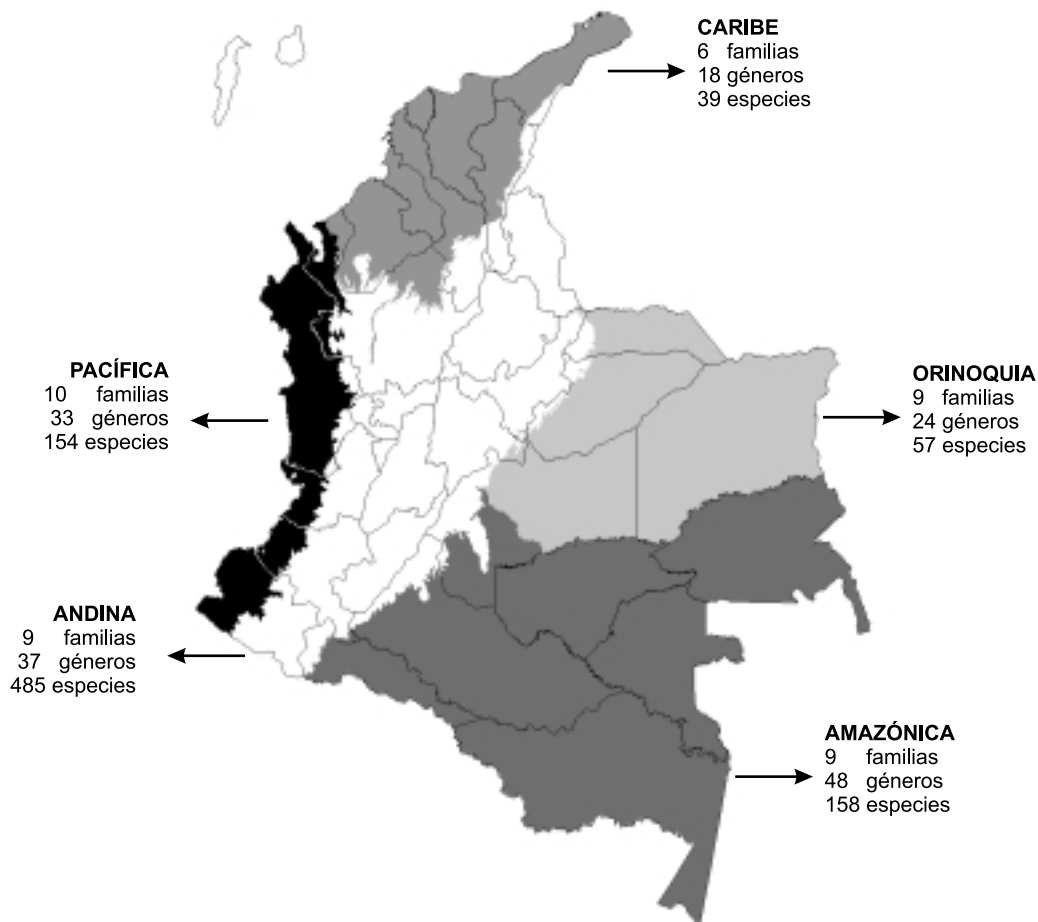 CARIBE
6 familias
18 géneros
39 especies
PACÍFICA
10 familias
33 géneros
154 especies
ORINOQUIA
9 familias
24 géneros
57 especies
ANDINA
9 familias
37 géneros
485 especies
AMAZÓNICA
9 familias
48 géneros
158 especies